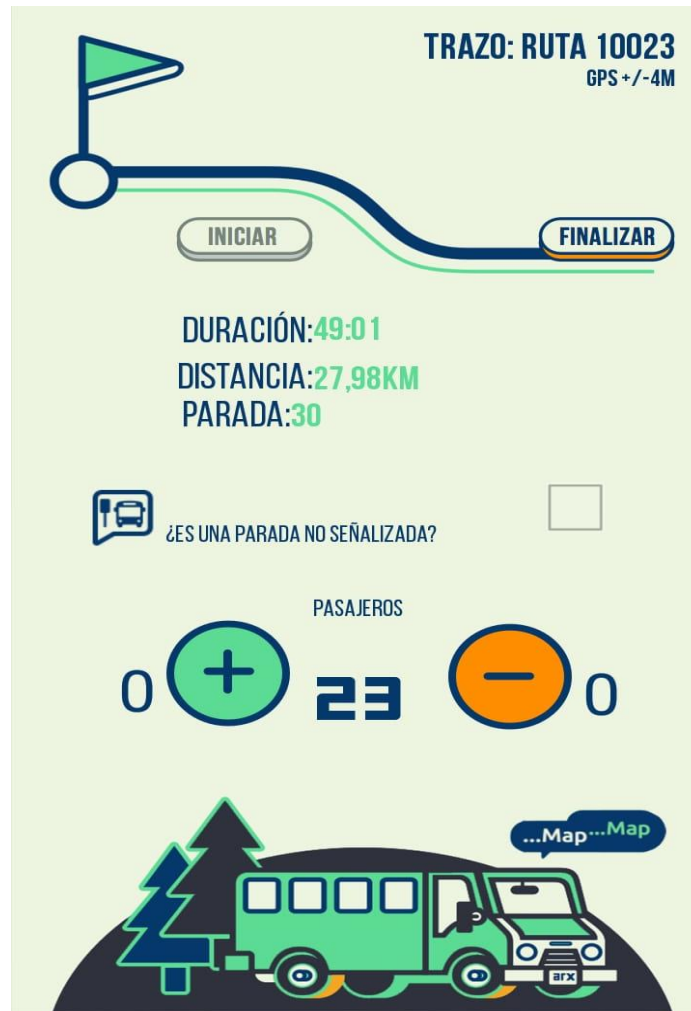 TRAZO: RUTA 10023
GPS +/-4M
INICIAR
FINALIZAR
DURACIÓN:49:01
DISTANCIA:27,98KM
PARADA:30
¿ES UNA PARADA NO SEÑALIZADA?
PASAJEROS
0 + 23 - 0
...Map ...Map
arx